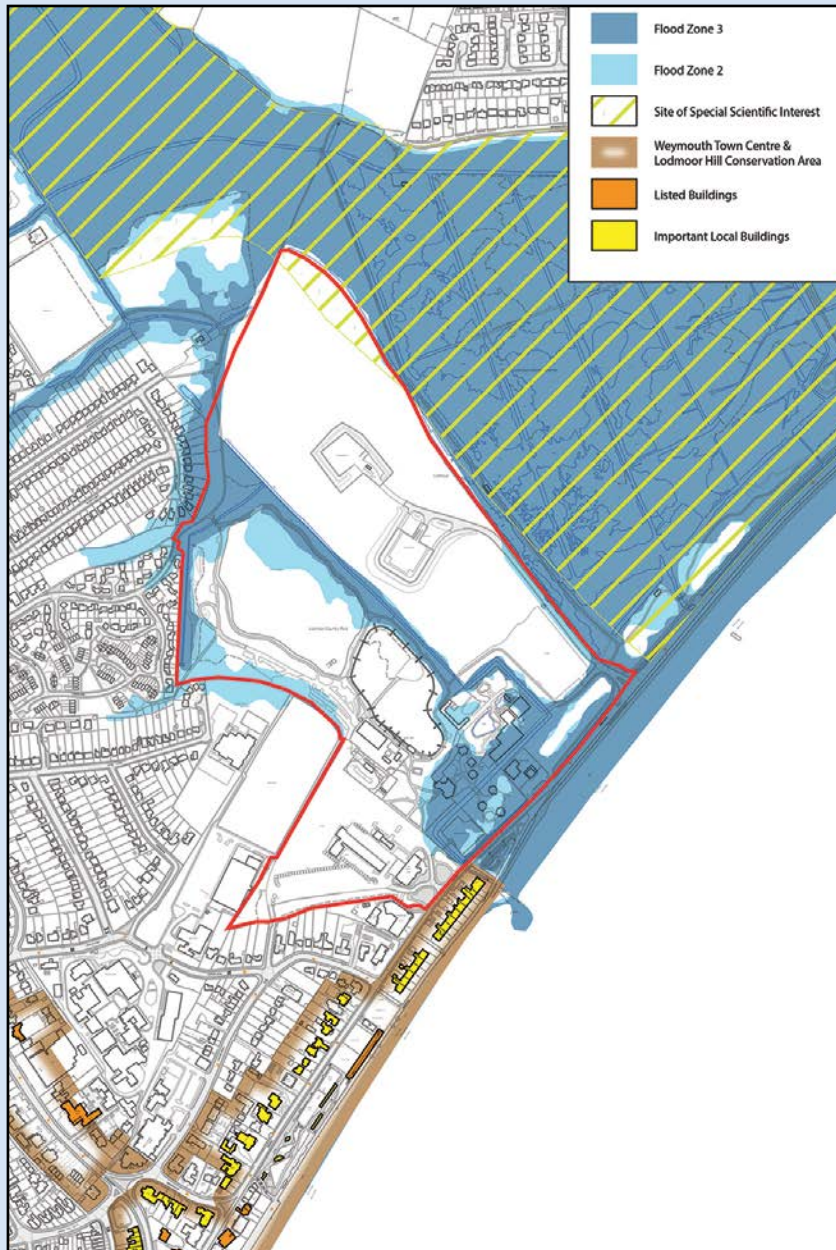 Flood Zone 3
Flood Zone 2
Site of Special Scientific Interest
Weymouth Town Centre &
Lodmoor Hill Conservation Area
Listed Buildings
Important Local Buildings